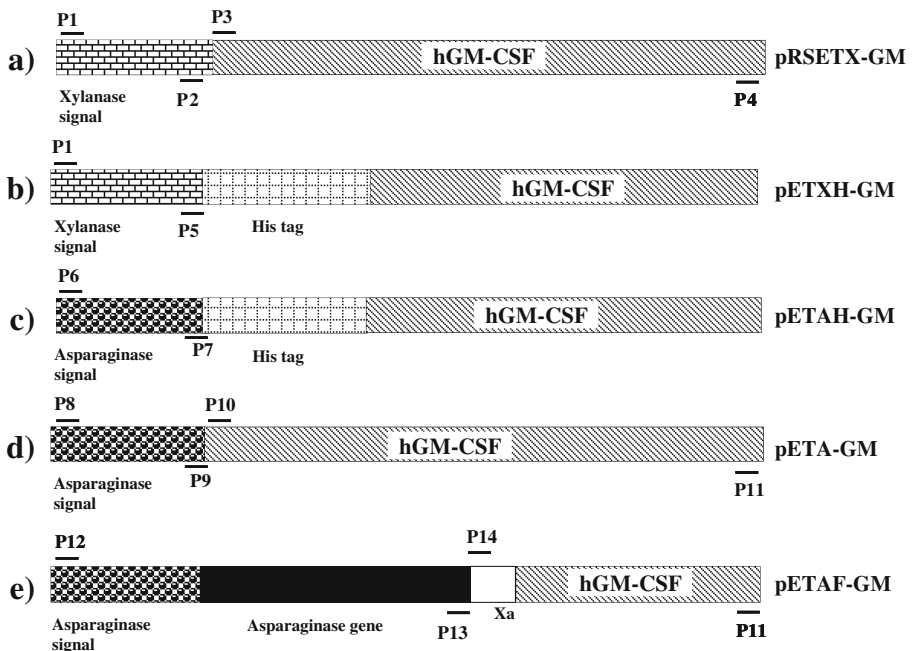 P1 P3
a) hGM-CSF pRSETX-GM
Xylanase signal P2 P4
P1
b) hGM-CSF pETXH-GM
Xylanase signal P5 His tag
P6
c) hGM-CSF pETAH-GM
Asparaginase signal P7 His tag
P8 P10
d) hGM-CSF pETA-GM
Asparaginase signal P9 P11
P12 P14
e) hGM-CSF pETAF-GM
Asparaginase signal Asparaginase gene P13 Xa P11